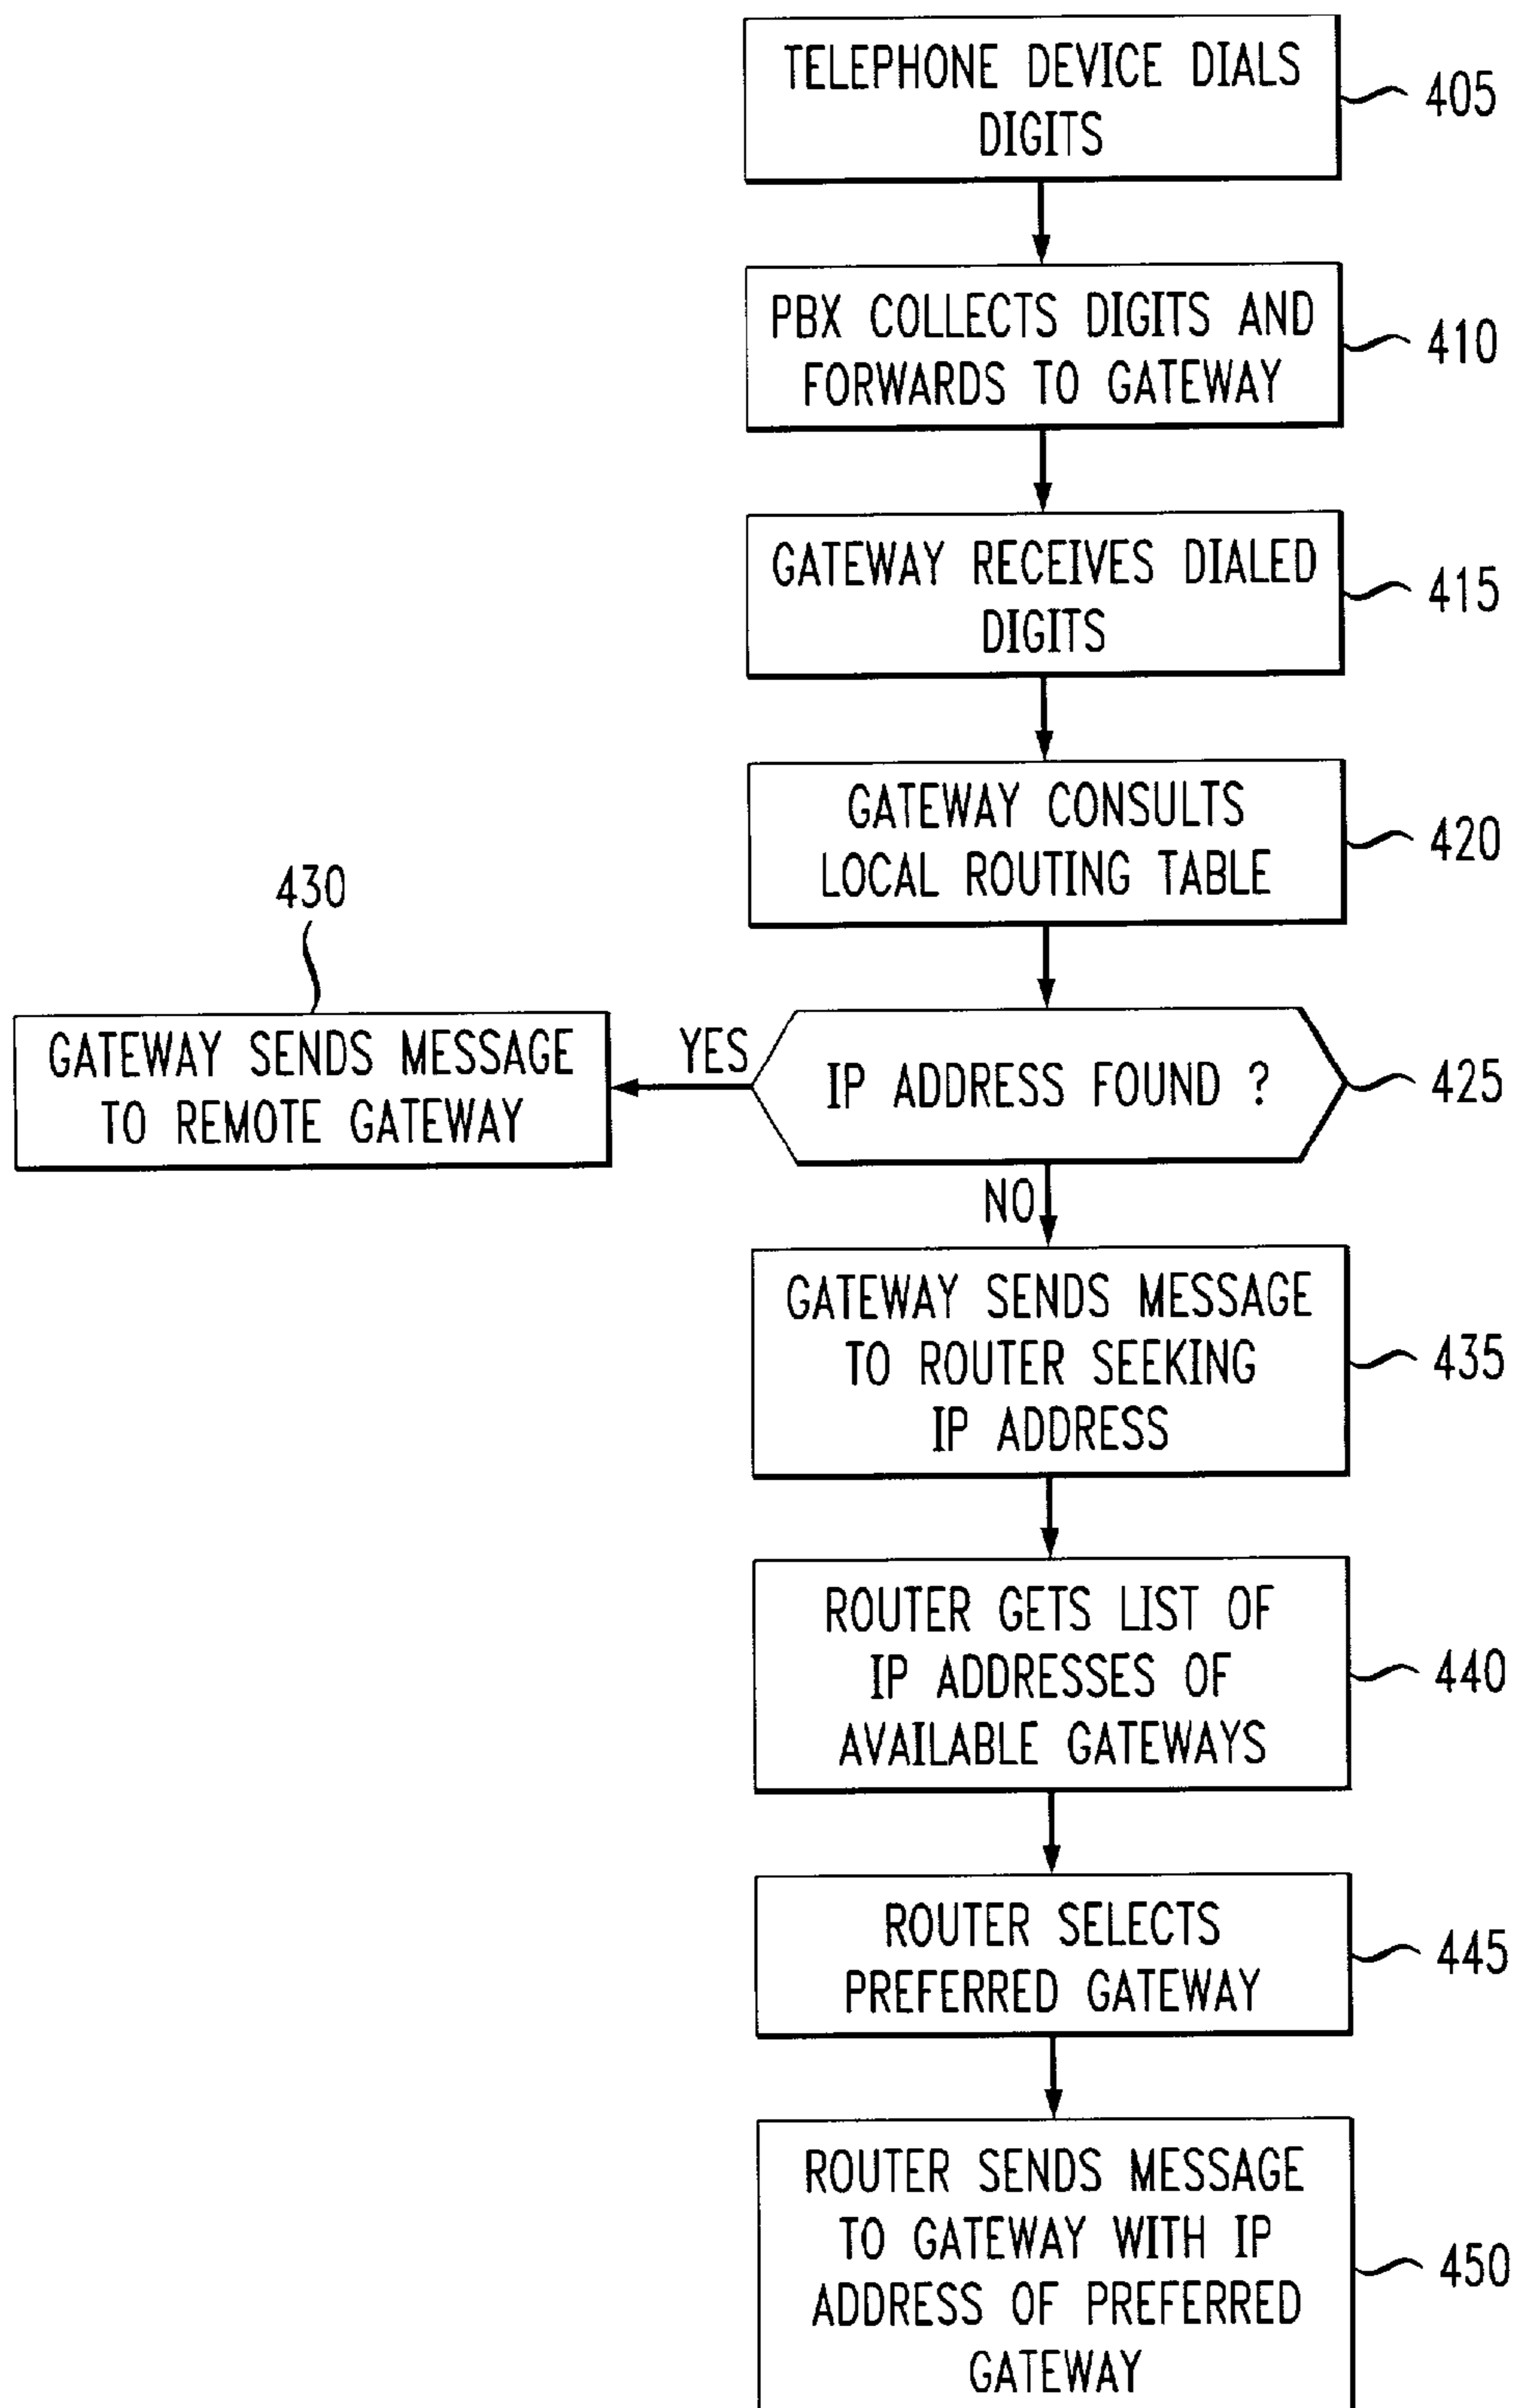 TELEPHONE DEVICE DIALS
DIGITS
405
PBX COLLECTS DIGITS AND
FORWARDS TO GATEWAY
410
GATEWAY RECEIVES DIALED
DIGITS
415
GATEWAY CONSULTS
LOCAL ROUTING TABLE
420
430
GATEWAY SENDS MESSAGE
TO REMOTE GATEWAY
YES
IP ADDRESS FOUND ?
425
NO
GATEWAY SENDS MESSAGE
TO ROUTER SEEKING
IP ADDRESS
435
ROUTER GETS LIST OF
IP ADDRESSES OF
AVAILABLE GATEWAYS
440
ROUTER SELECTS
PREFERRED GATEWAY
445
ROUTER SENDS MESSAGE
TO GATEWAY WITH IP
ADDRESS OF PREFERRED
GATEWAY
450